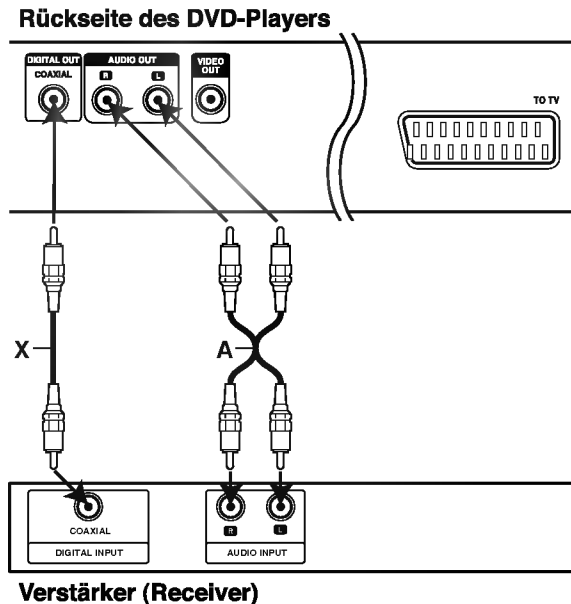 Rückseite des DVD-Players
DIGITAL OUT
COAXIAL
AUDIO OUT
R
L
VIDEO
OUT
TO TV
X
A
COAXIAL
DIGITAL INPUT
R
L
AUDIO INPUT
Verstärker (Receiver)